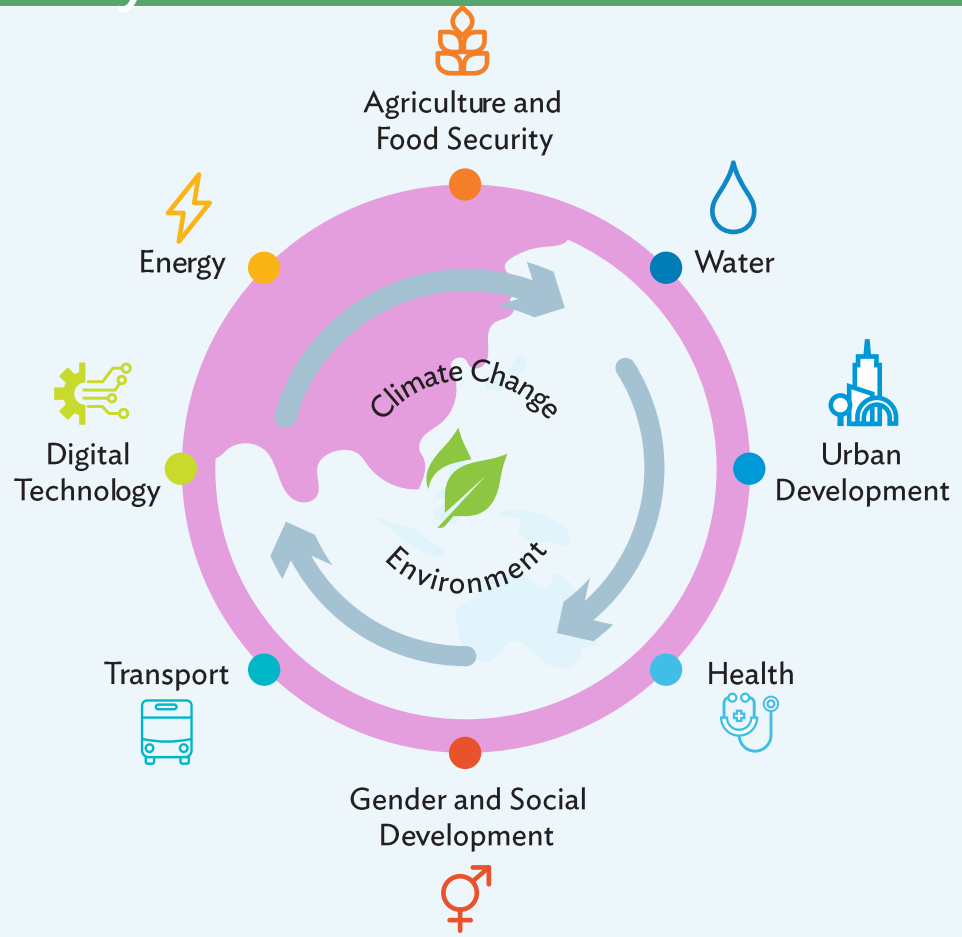 Agriculture and
Food Security
Water
Urban
Development
Health
Gender and Social
Development
Transport
Digital
Technology
Energy
Climate Change
Environment